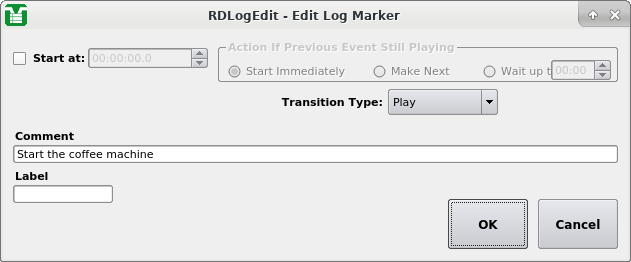 RDLogEdit - Edit Log Marker
Action If Previous Event Still Playing
Start at: 00:00:00.0
Start Immediately Make Next Wait up t 00:00
Transition Type: Play
Comment
Start the coffee machine
Label
OK Cancel